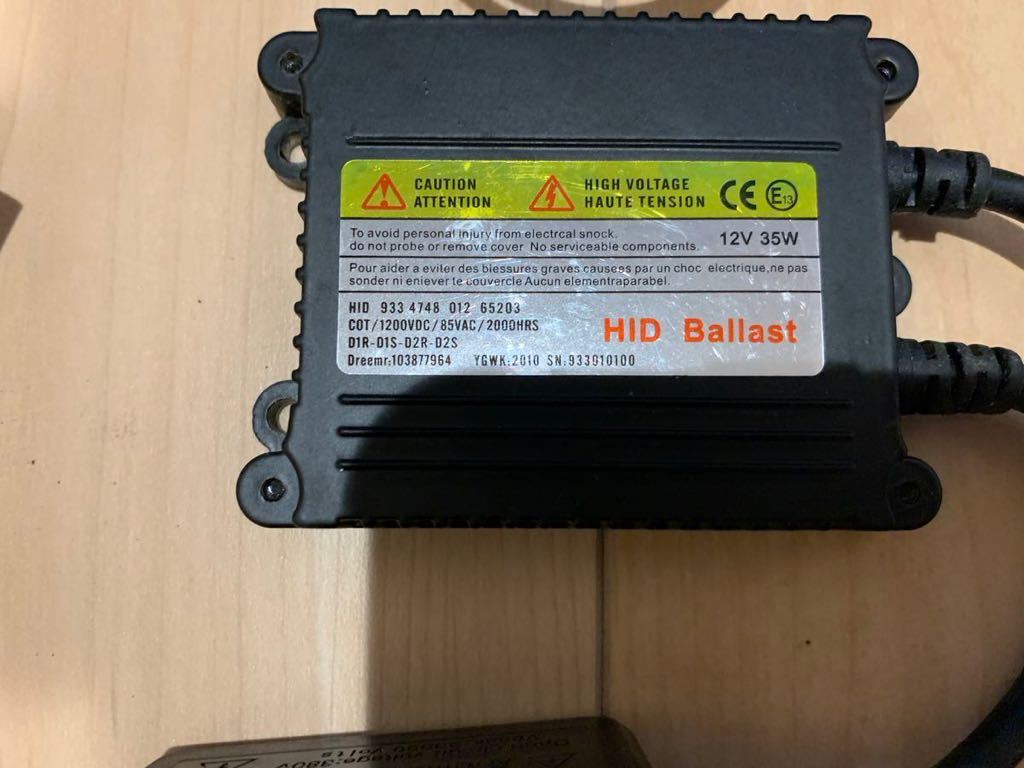 CAUTION
ATTENTION
HIGH VOLTAGE
HAUTE TENSION
CE E13
To avoid personal injury from electrcal snock.
do not probe or remove cover No serviceable components.
12V 35W
Pour aider a eviter des blessures graves causees par un choc electrique,ne pas
sonder ni eniever te couvercle Aucun elementraparabel.
HID 933 4748 012 65203
COT/1200VDC/85VAC/2000HRS
D1R-D1S-D2R-D2S
Dreemr:103877964 YGWK:2010 SN:933910100
HID Ballast